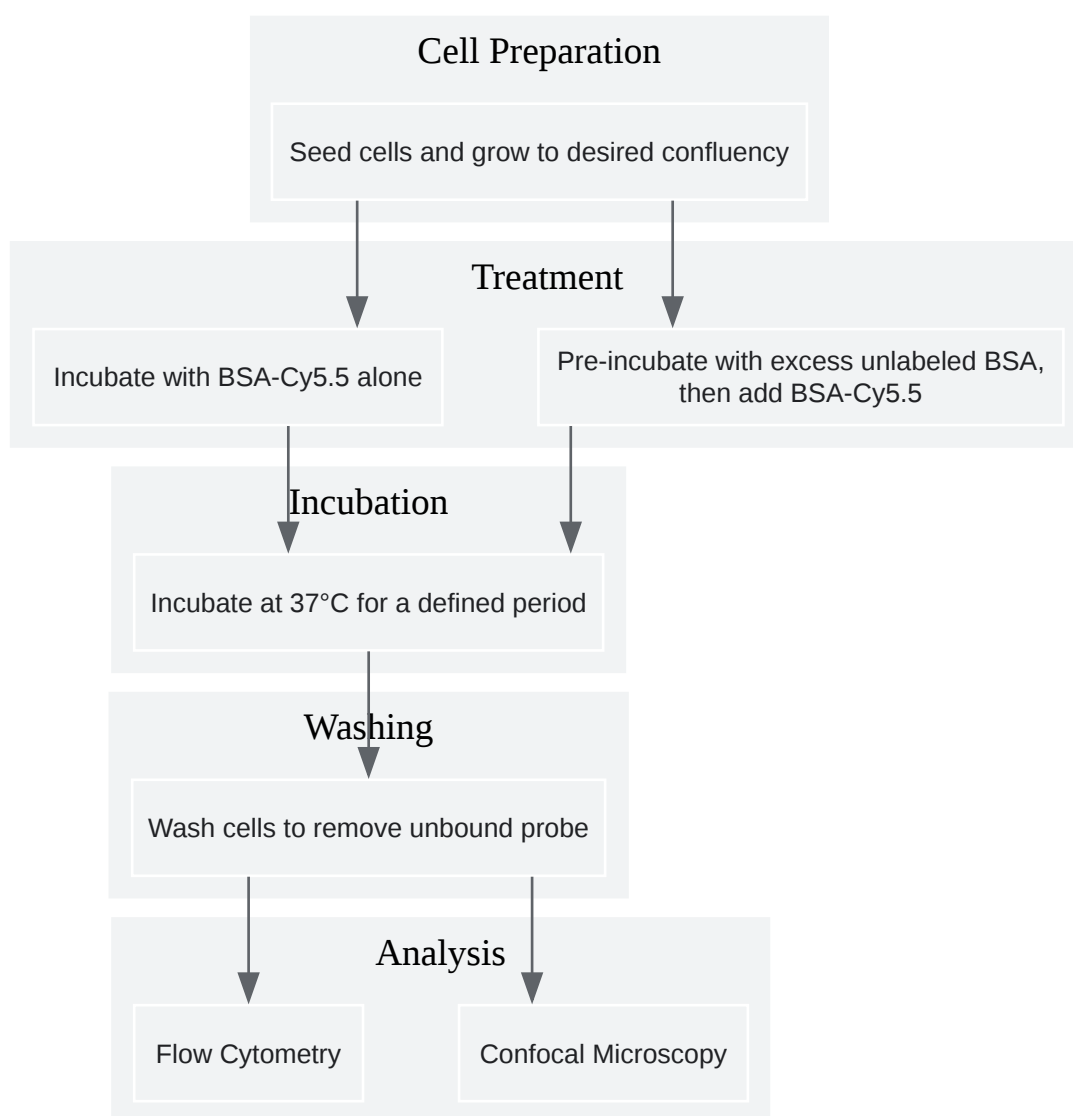 Cell Preparation
Seed cells and grow to desired confluency
Treatment
Incubate with BSA-Cy5.5 alone
Pre-incubate with excess unlabeled BSA,
then add BSA-Cy5.5
Incubation
Incubate at 37°C for a defined period
Washing
Wash cells to remove unbound probe
Analysis
Flow Cytometry
Confocal Microscopy